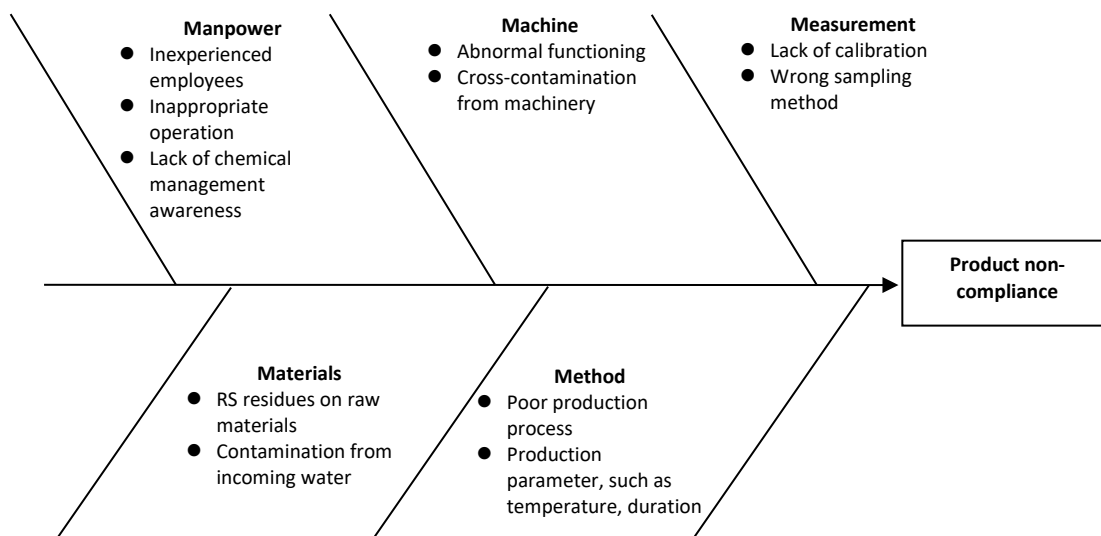 Manpower
● Inexperienced
employees
● Inappropriate
operation
● Lack of chemical
management
awareness
Machine
● Abnormal functioning
● Cross-contamination
from machinery
Measurement
● Lack of calibration
● Wrong sampling
method
Product non-
compliance
Materials
● RS residues on raw
materials
● Contamination from
incoming water
Method
● Poor production
process
● Production
parameter, such as
temperature, duration